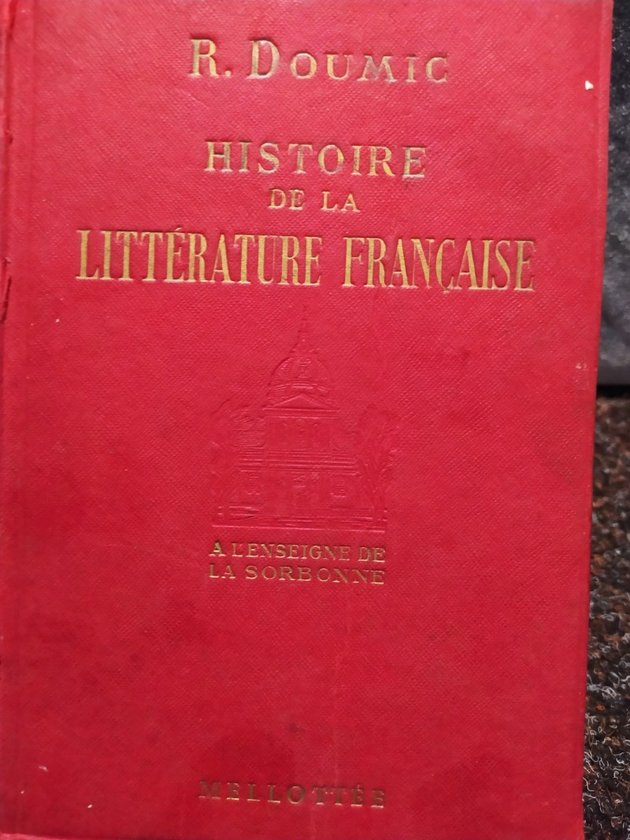 R. DOUMIC
HISTOIRE
DE LA
LITTÉRATURE FRANÇAISE
A L'ENSEIGNE DE
LA SORBONNE
MELLOTTÉE